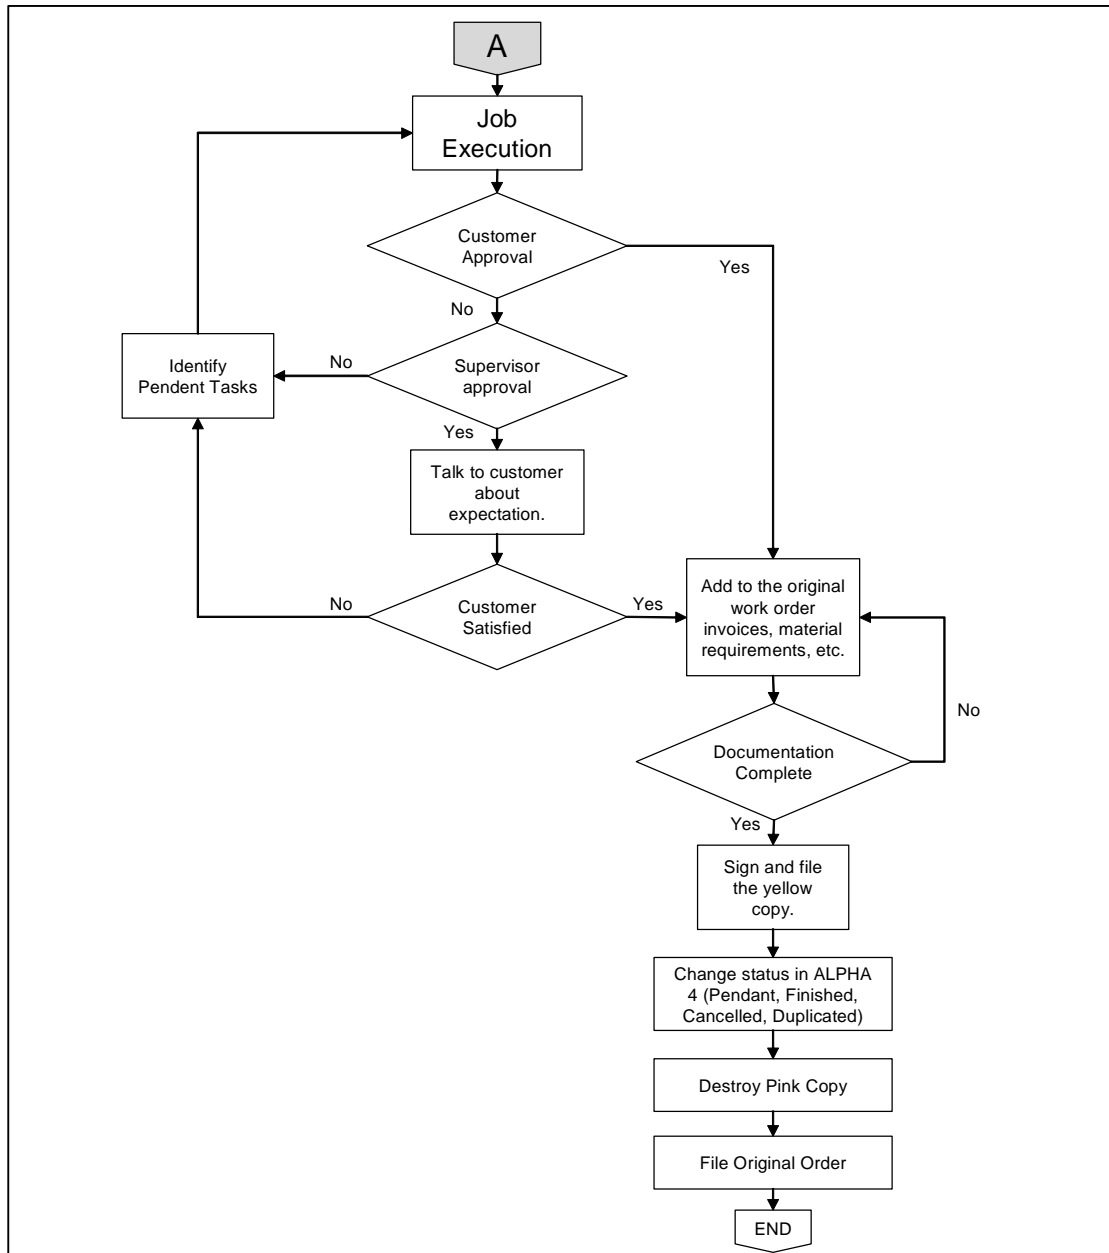 A
Job
Execution
Customer
Approval
Yes
No
Identify
Pendent Tasks
No
Supervisor
approval
Yes
Talk to customer
about
expectation.
No
Customer
Satisfied
Yes
Add to the original
work order
invoices, material
requirements, etc.
No
Documentation
Complete
Yes
Sign and file
the yellow
copy.
Change status in ALPHA
4 (Pendant, Finished,
Cancelled, Duplicated)
Destroy Pink Copy
File Original Order
END